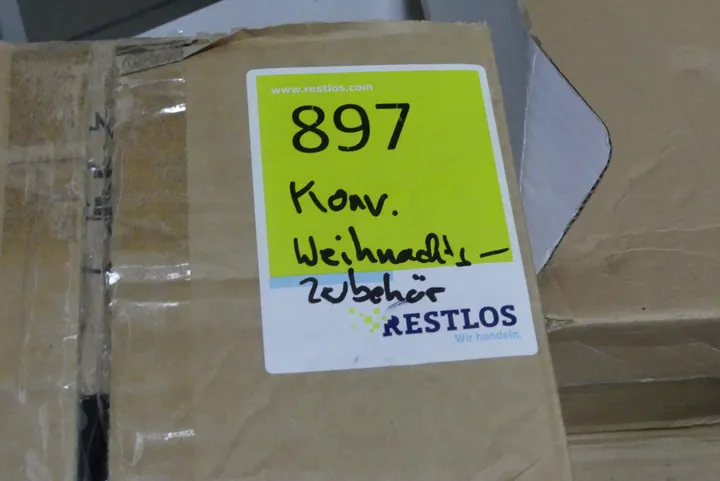 www.restlos.com
897
Konv.
Weihnachts-
zubehör
RESTLOS
Wir handeln.